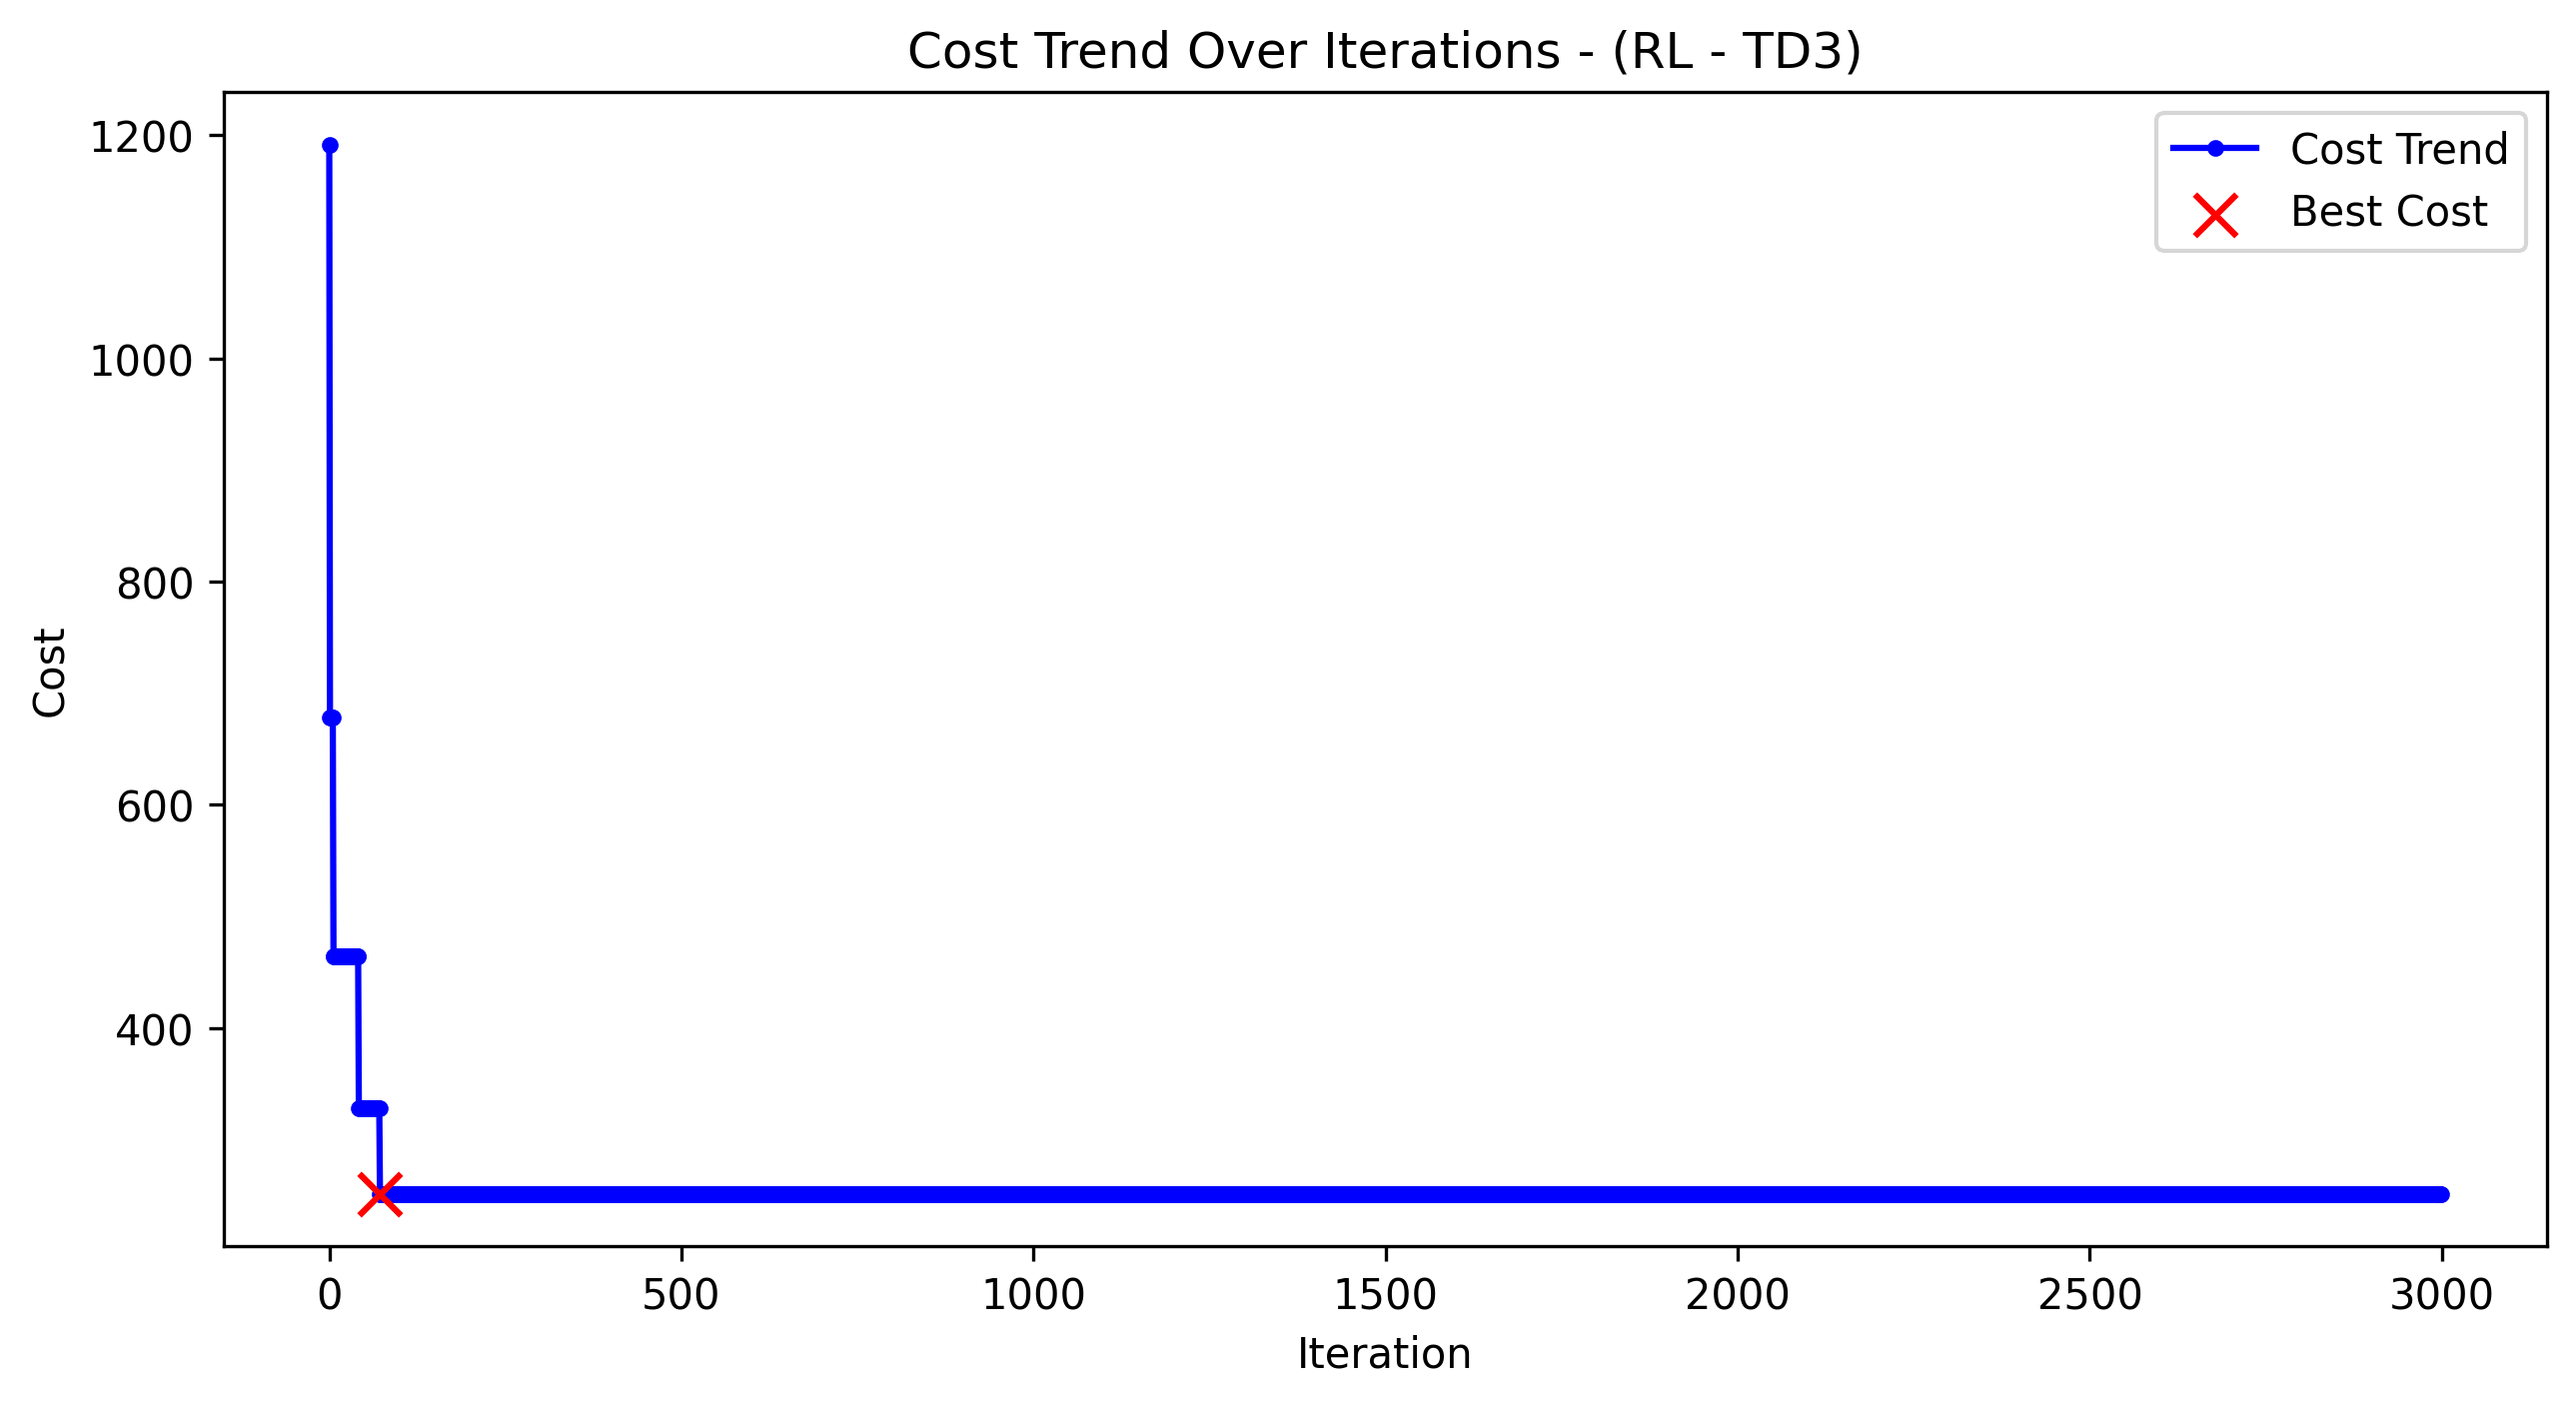 Cost Trend Over Iterations - (RL - TD3)
Cost Trend
Best Cost
1200
1000
800
600
400
Cost
0 500 1000 1500 2000 2500 3000
Iteration